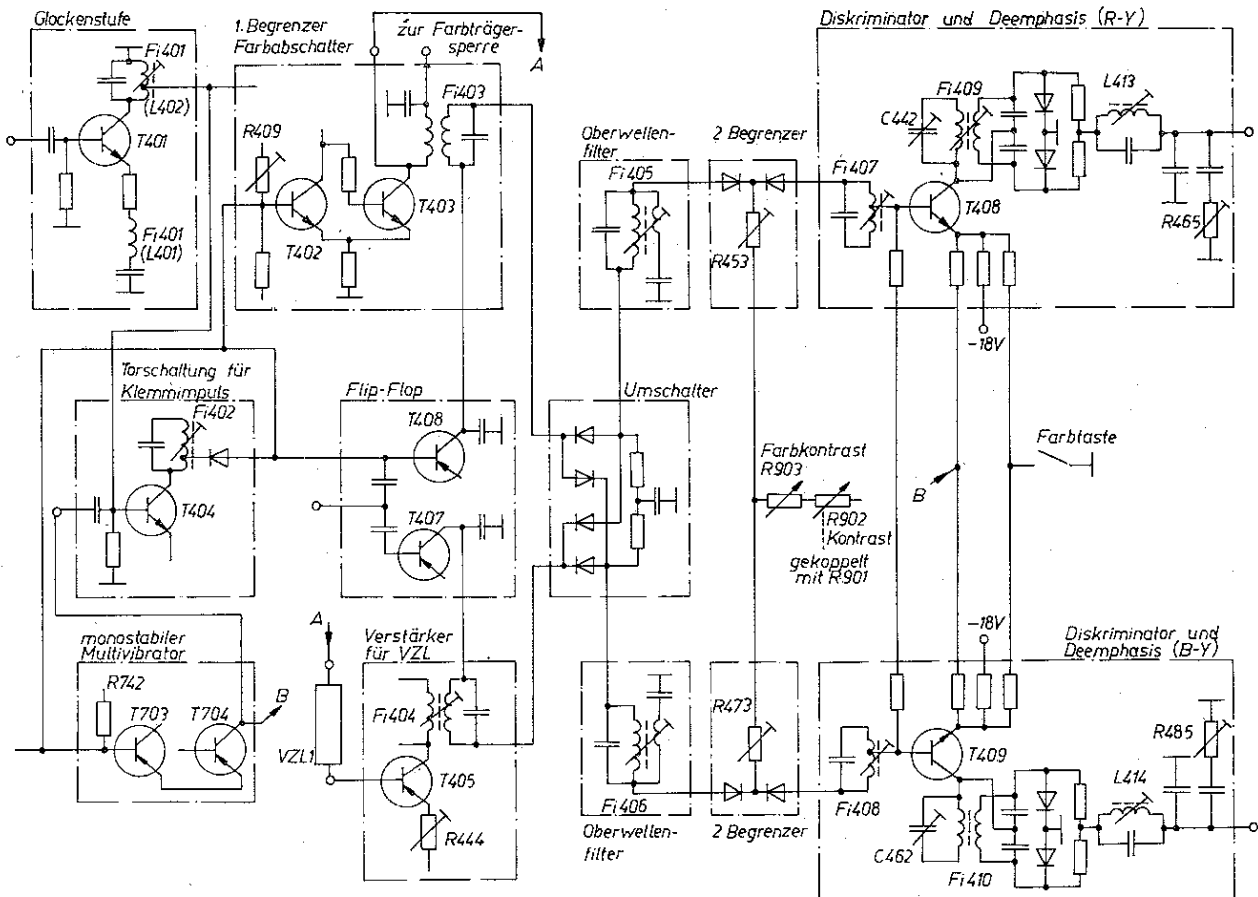 Glockenstufe
Fi401
(L402)
T401
Fi401
(L401)
1. Begrenzer
Farbabschalter
zur Farbträger-
sperre
A
Fi403
R409
T402
T403
Oberwellen-
filter
Fi405
2 Begrenzer
R453
Diskriminator und Deemphasis (R-Y)
Fi409
C442
L413
Fi407
T408
R465
-18V
Torschaltung für
Klemmimpuls
Fi402
T404
Flip-Flop
T408
T407
Umschalter
Farbkontrast
R903
R902
Kontrast
gekoppelt
mit R901
B
Farbtaste
monostabiler
Multivibrator
R742
T703
T704
B
A
VZL1
Verstärker
für VZL
Fi404
T405
R444
Fi406
Oberwellen-
filter
R473
2 Begrenzer
-18V
Diskriminator und
Deemphasis (B-Y)
R485
T409
Fi408
L414
C462
Fi410